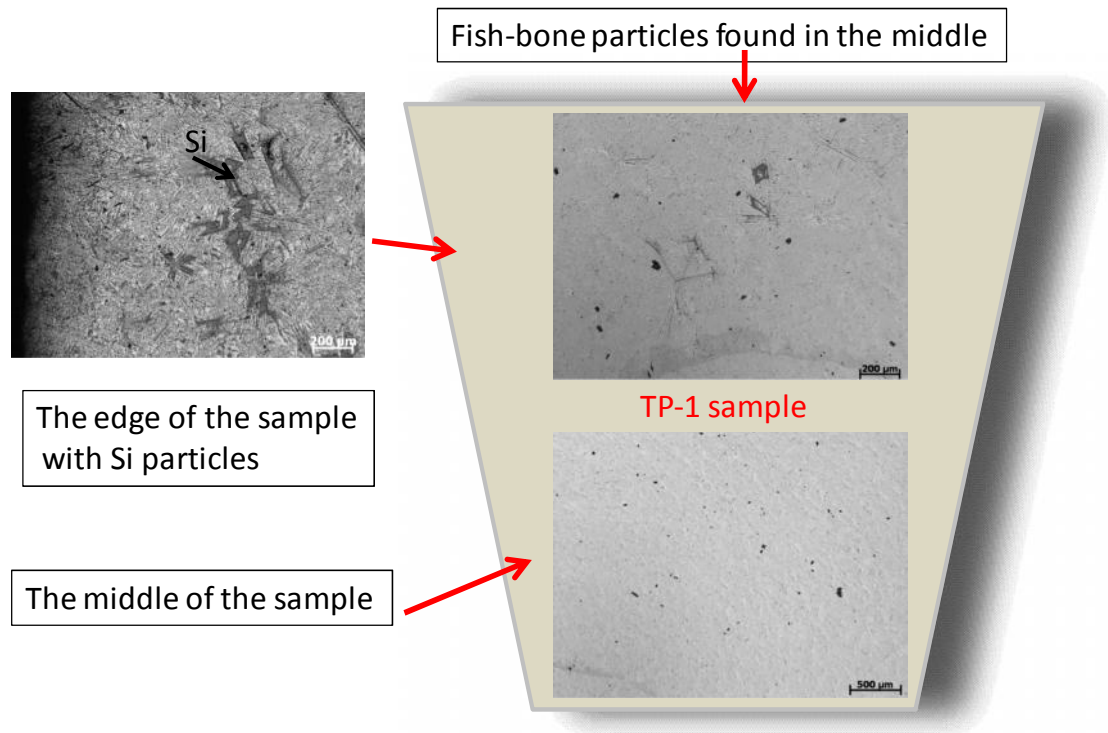 Fish-bone particles found in the middle
Si
200 µm
200 µm
The edge of the sample
with Si particles
TP-1 sample
The middle of the sample
500 µm